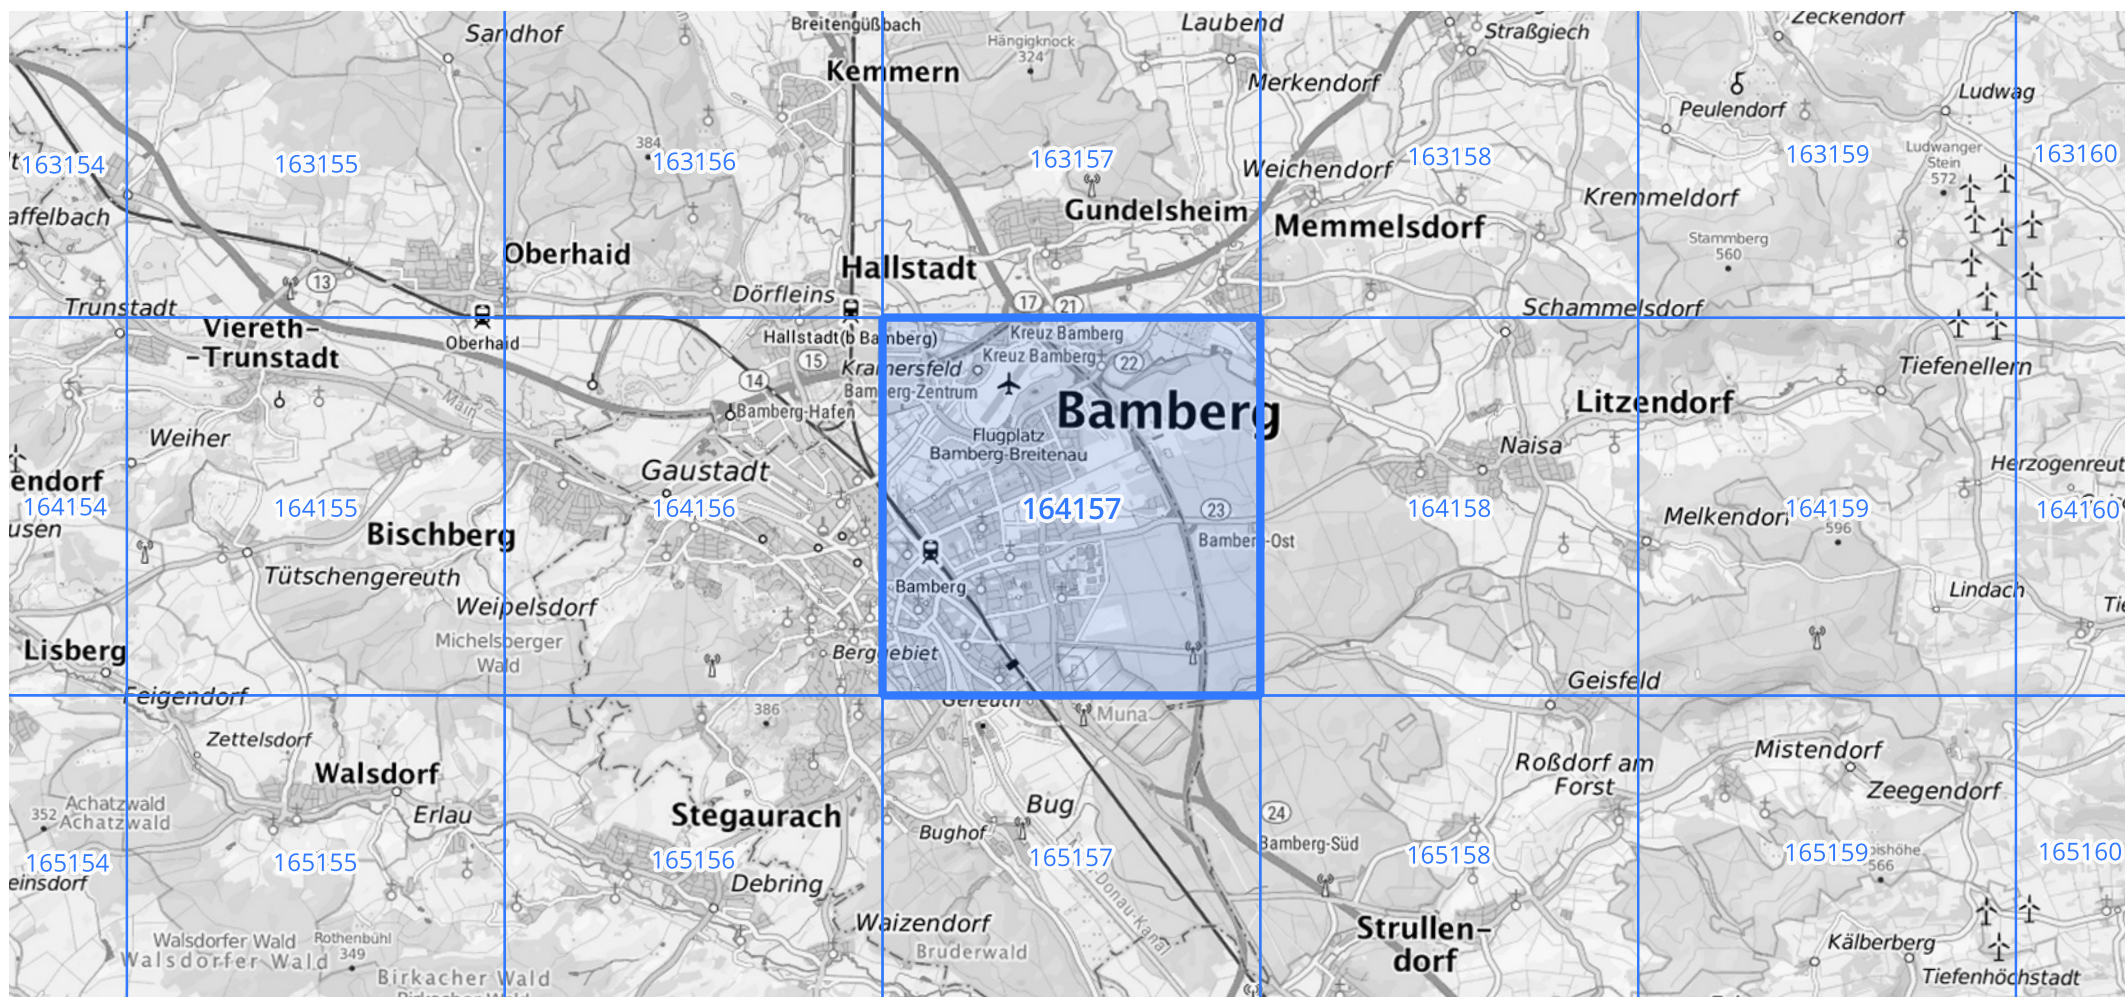 Sandhof
Breitengüßbach
Laubend
Straßgiech
Zeckendorf
Hängigknock
324
Kemmern
Merkendorf
Peulendorf
Ludwag
384
163154
163155
163156
163157
163158
163159
163160
Ludwanger
Stein
572
Weichendorf
Kremmeldorf
affelbach
Gundelsheim
Memmelsdorf
Stammberg
560
Oberhaid
Hallstadt
13
Dörfleins
17
21
Trunstadt
Schammelsdorf
Viereth-
-Trunstadt
Oberhaid
Hallstadt(b Bamberg)
Kreuz Bamberg
Kreuz Bamberg
22
15
14
Kramersfeld
Bamberg-Zentrum
Tiefenellern
Main
Bamberg-Hafen
Bamberg
Litzendorf
Weiher
Flugplatz
Bamberg-Breitenau
Naisa
Gaustadt
Herzogenreut
endorf
164154
164155
164156
164157
164158
164159
164160
usen
23
Melkendorf
596
Bischberg
Bamberg-Ost
Tütschengereuth
Bamberg
Lindach
Weipelsdorf
Michelsberger
Wald
Lisberg
Berggebiet
Geisfeld
Feigendorf
Gereuth
386
Muna
Zettelsdorf
Mistendorf
Walsdorf
Roßdorf am
Forst
Zeegendorf
352
Achatzwald
Achatzwald
Erlau
Stegaurach
Bug
Bughof
24
Bamberg-Süd
165154
165155
165156
165157
165158
165159
165160
566
einsdorf
Debring
Donau-Kanal
Waizendorf
Strullen-
dorf
Walsdorfer Wald
Walsdorfer Wald
Rothenbühl
349
Bruderwald
Kälberberg
Birkacher Wald
Tiefenhöchstadt